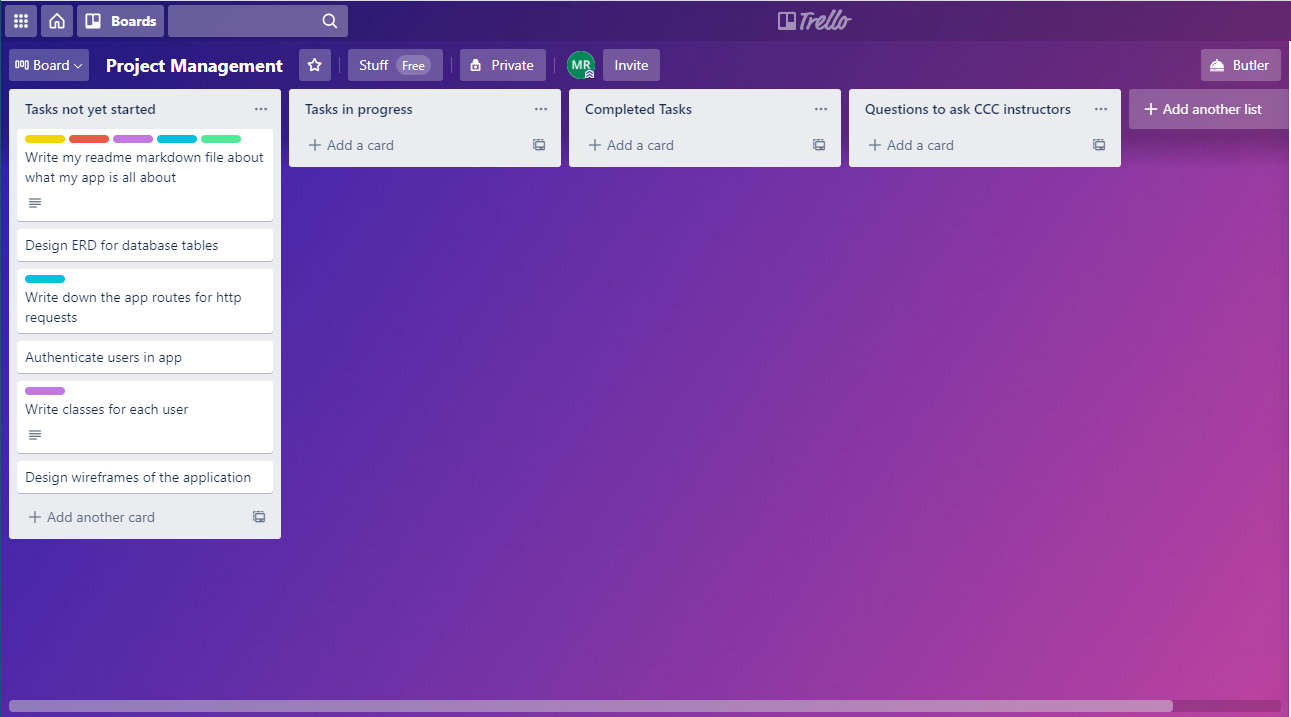 Boards
Trello
Board
Project Management
Stuff Free
Private
MR
Invite
Butler
Tasks not yet started
Write my readme markdown file about
what my app is all about
Design ERD for database tables
Write down the app routes for http
requests
Authenticate users in app
Write classes for each user
Design wireframes of the application
+ Add another card
Tasks in progress
+ Add a card
Completed Tasks
+ Add a card
Questions to ask CCC instructors
+ Add a card
+ Add another list